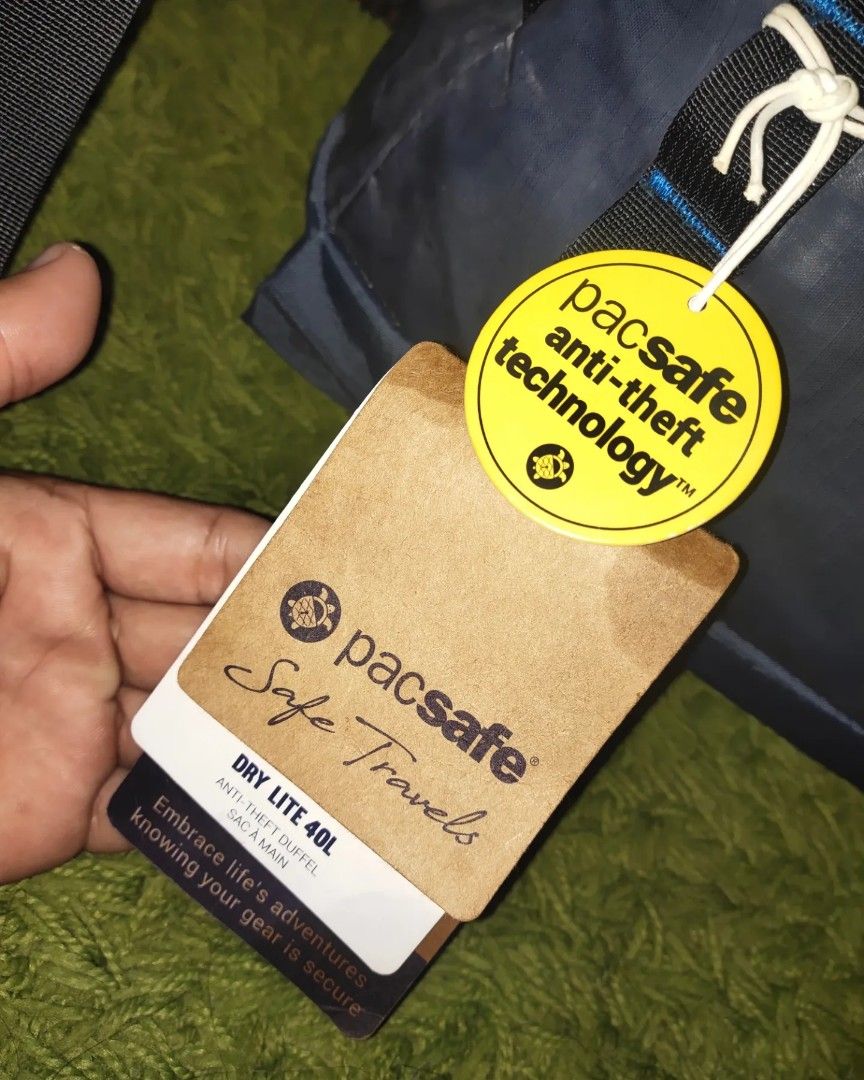 pacsafe
anti-theft
technology™
pacsafe®
Safe Travels
DRY LITE 40L
ANTI-THEFT DUFFEL
SAC À MAIN
Embrace life's adventures
knowing your gear is secure